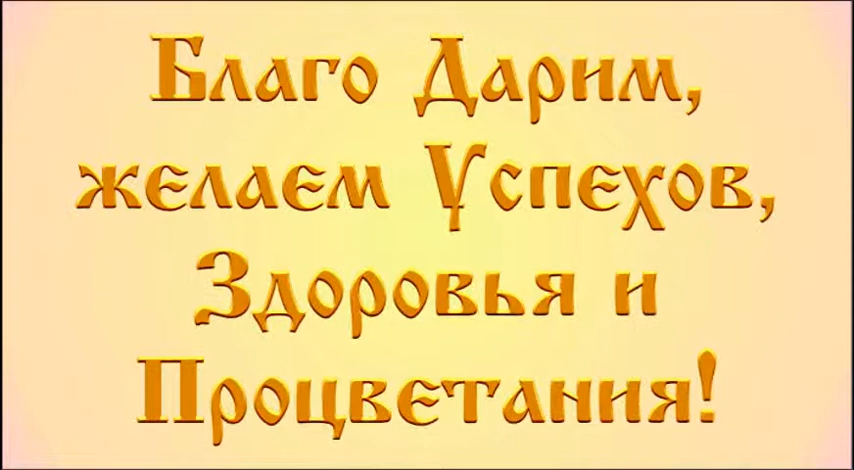 Благо Дарим,
желаем Успехов,
Здоровья и
Процветания!